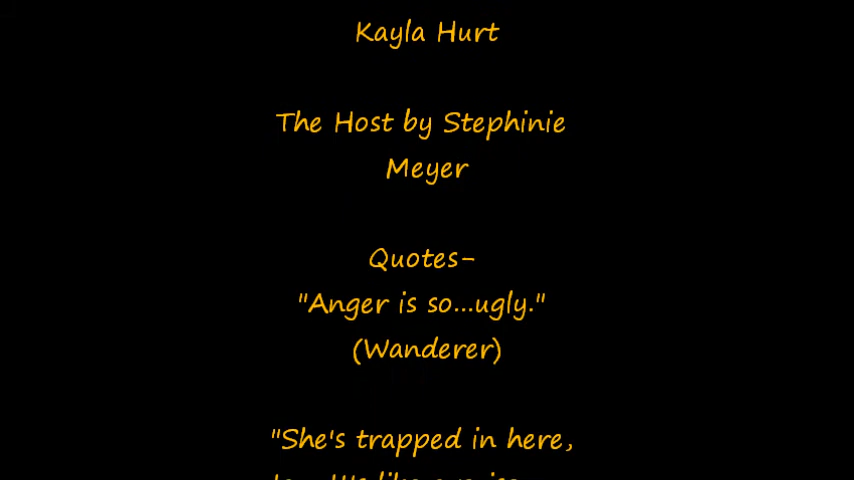 Kayla Hurt
The Host by Stephinie
Meyer
Quotes-
"Anger is so...ugly."
(Wanderer)
"She's trapped in here,